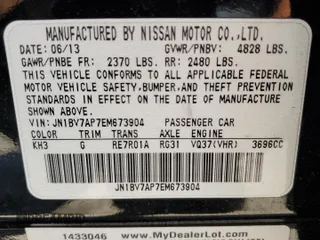 MANUFACTURED BY NISSAN MOTOR CO.,LTD.
DATE: 06/13 GVWR/PNBV: 4828 LBS.
GAWR/PNBE FR: 2370 LBS. RR: 2480 LBS.
THIS VEHICLE CONFORMS TO ALL APPLICABLE FEDERAL
MOTOR VEHICLE SAFETY,BUMPER,AND THEFT PREVENTION
STANDARDS IN EFFECT ON THE DATE OF MANUFACTURE
SHOWN ABOVE.
VIN: JN1BV7AP7EM673904 PASSENGER CAR
COLOR TRIM TRANS AXLE ENGINE
KH3 G RE7R01A RG31 VQ37(VHR) 3696CC
JN1BV7AP7EM673904
1433046 MyDealerLot.com